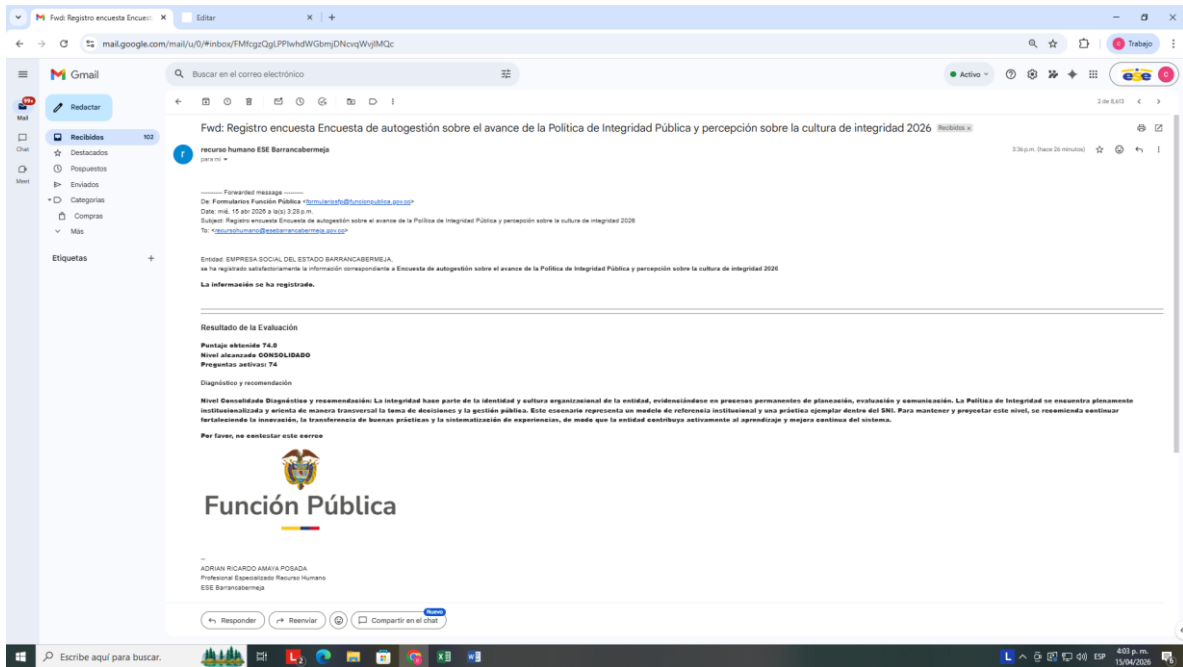 Fwd: Registro encuesta Encuest
Editar
mail.google.com/mail/u/0/#inbox/FMfcgzQgLPPlwhdWGbmjDNcvqWvjlMQc
Trabajo
Gmail
Buscar en el correo electrónico
Activo
ese
C
99+
Mail
Chat
Meet
Redactar
Recibidos 102
Destacados
Pospuestos
Enviados
Categorías
Compras
Más
Etiquetas +
2 de 8,613
Fwd: Registro encuesta Encuesta de autogestión sobre el avance de la Política de Integridad Pública y percepción sobre la cultura de integridad 2026 Recibidos x
r
recurso humano ESE Barrancabermeja
3:36 p.m. (hace 26 minutos)
para mí
---------- Forwarded message ---------
De: Formularios Función Pública <formulariosfp@funcionpublica.gov.co>
Date: mié, 15 abr 2026 a la(s) 3:28 p.m.
Subject: Registro encuesta Encuesta de autogestión sobre el avance de la Política de Integridad Pública y percepción sobre la cultura de integridad 2026
To: <recursohumano@esebarrancabermeja.gov.co>
Entidad: EMPRESA SOCIAL DEL ESTADO BARRANCABERMEJA,
se ha registrado satisfactoriamente la información correspondiente a Encuesta de autogestión sobre el avance de la Política de Integridad Pública y percepción sobre la cultura de integridad 2026
La información se ha registrado.
Resultado de la Evaluación
Puntaje obtenido 74.0
Nivel alcanzado CONSOLIDADO
Preguntas activas: 74
Diagnóstico y recomendación
Nivel Consolidado Diagnóstico y recomendación: La integridad hace parte de la identidad y cultura organizacional de la entidad, evidenciándose en procesos permanentes de planeación, evaluación y comunicación. La Política de Integridad se encuentra plenamente
institucionalizada y orienta de manera transversal la toma de decisiones y la gestión pública. Este escenario representa un modelo de referencia institucional y una práctica ejemplar dentro del SNI. Para mantener y proyectar este nivel, se recomienda continuar
fortaleciendo la innovación, la transferencia de buenas prácticas y la sistematización de experiencias, de modo que la entidad contribuya activamente al aprendizaje y mejora continua del sistema.
Por favor, no contestar este correo
Función Pública
--
ADRIAN RICARDO AMAYA POSADA
Profesional Especializado Recurso Humano
ESE Barrancabermeja
Nuevo
Responder
Reenviar
Compartir en el chat
Escribe aquí para buscar.
ESP
4:03 p. m.
15/04/2026